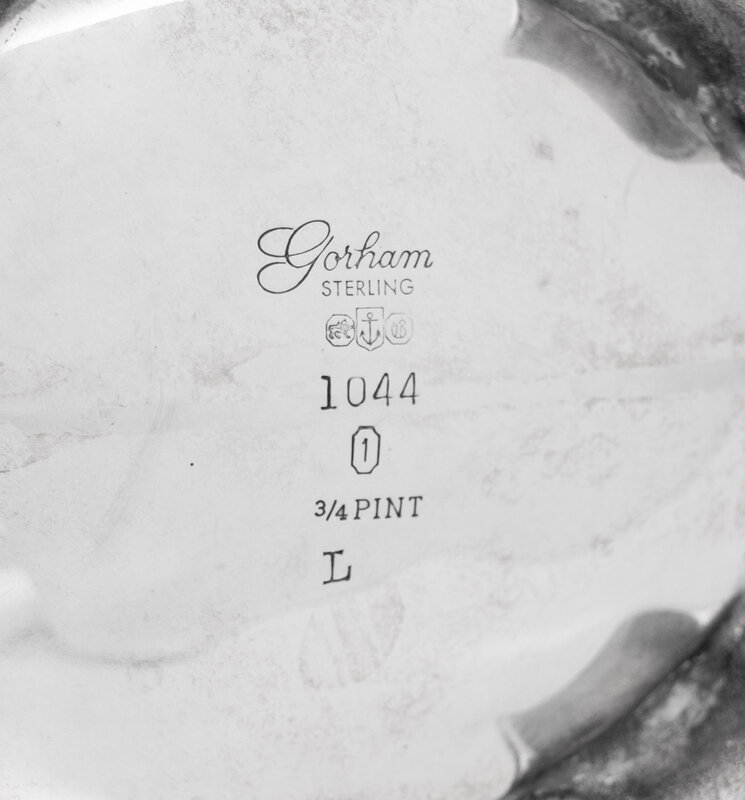 Gorham
STERLING
1044
1
3/4 PINT
L